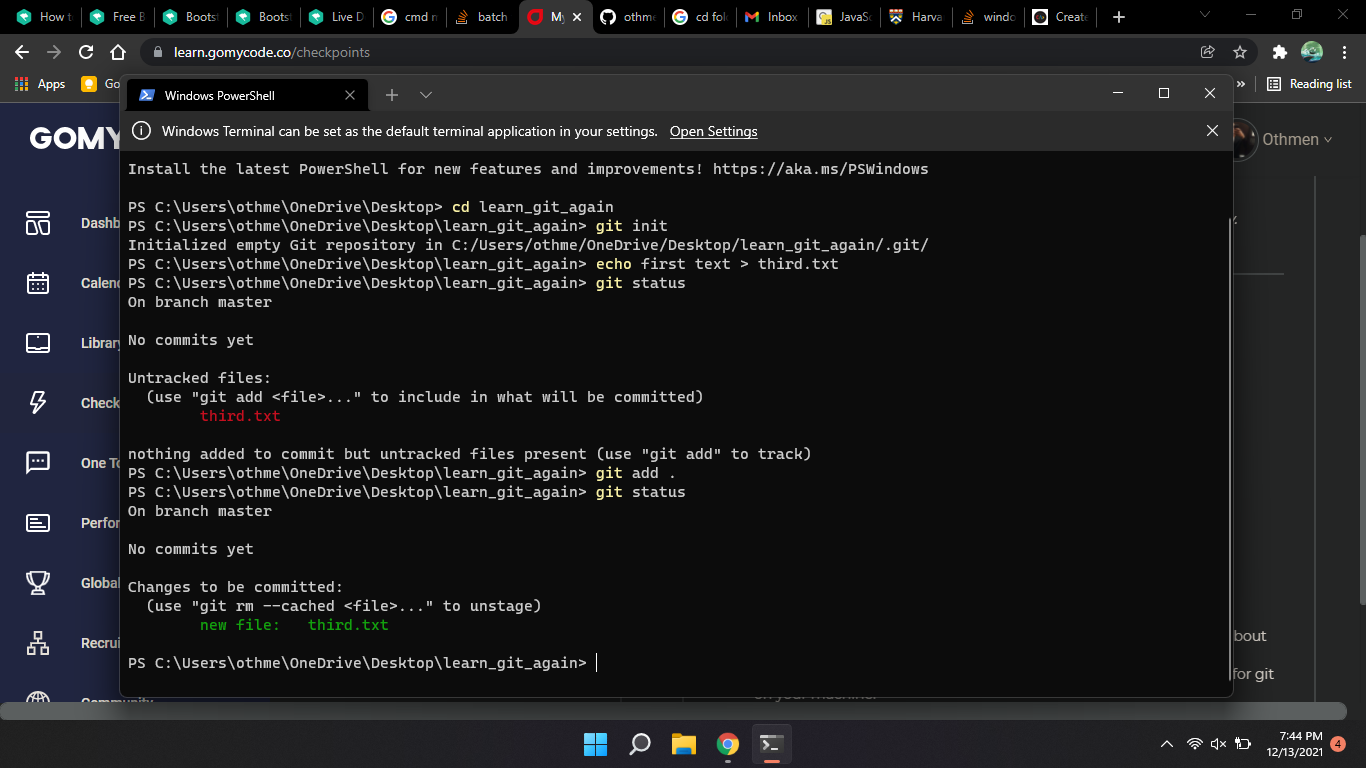 How t
Free B
Boots
Boots
Live D
cmd n
batch
My
othme
cd fol
Inbox
JavaSc
Harva
windo
Create
learn.gomycode.co/checkpoints
Apps
Go
Reading list
Windows PowerShell
Windows Terminal can be set as the default terminal application in your settings. Open Settings
GOMY
Othmen
Install the latest PowerShell for new features and improvements! https://aka.ms/PSWindows
PS C:\Users\othme\OneDrive\Desktop> cd learn_git_again
PS C:\Users\othme\OneDrive\Desktop\learn_git_again> git init
Initialized empty Git repository in C:/Users/othme/OneDrive/Desktop/learn_git_again/.git/
PS C:\Users\othme\OneDrive\Desktop\learn_git_again> echo first text > third.txt
PS C:\Users\othme\OneDrive\Desktop\learn_git_again> git status
On branch master
No commits yet
Untracked files:
(use "git add <file>..." to include in what will be committed)
third.txt
nothing added to commit but untracked files present (use "git add" to track)
PS C:\Users\othme\OneDrive\Desktop\learn_git_again> git add .
PS C:\Users\othme\OneDrive\Desktop\learn_git_again> git status
On branch master
No commits yet
Changes to be committed:
(use "git rm --cached <file>..." to unstage)
new file: third.txt
PS C:\Users\othme\OneDrive\Desktop\learn_git_again>
Dashb
Calend
Library
Check
One To
Perfor
Global
Recrui
Community
bout
for git
on your machine.
7:44 PM
12/13/2021
4